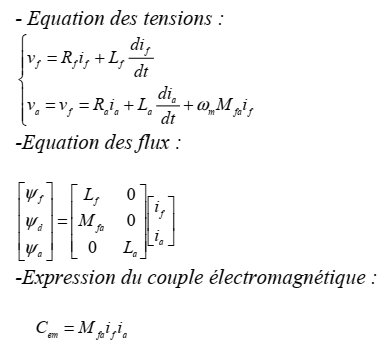 - Equation des tensions :
v_f = R_f i_f + L_f di_f/dt
v_a = v_f = R_a i_a + L_a di_a/dt + ω_m M_fa i_f
-Equation des flux :
[ψ_f ψ_d ψ_a] = [L_f 0; M_fa 0; 0 L_a] [i_f i_a]
-Expression du couple électromagnétique :
C_em = M_fa i_f i_a